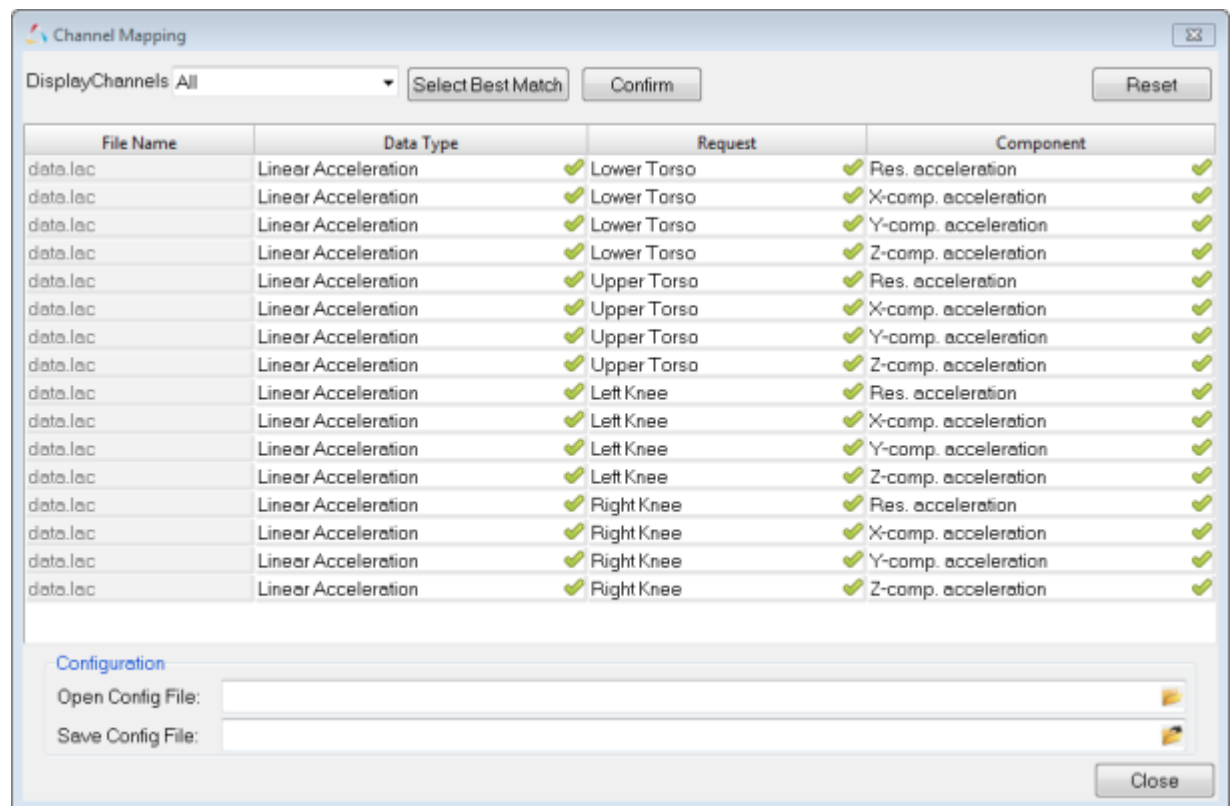 Channel Mapping
DisplayChannels All Select Best Match Confirm Reset
File Name Data Type Request Component
data.lac Linear Acceleration Lower Torso Res. acceleration
data.lac Linear Acceleration Lower Torso X-comp. acceleration
data.lac Linear Acceleration Lower Torso Y-comp. acceleration
data.lac Linear Acceleration Lower Torso Z-comp. acceleration
data.lac Linear Acceleration Upper Torso Res. acceleration
data.lac Linear Acceleration Upper Torso X-comp. acceleration
data.lac Linear Acceleration Upper Torso Y-comp. acceleration
data.lac Linear Acceleration Upper Torso Z-comp. acceleration
data.lac Linear Acceleration Left Knee Res. acceleration
data.lac Linear Acceleration Left Knee X-comp. acceleration
data.lac Linear Acceleration Left Knee Y-comp. acceleration
data.lac Linear Acceleration Left Knee Z-comp. acceleration
data.lac Linear Acceleration Right Knee Res. acceleration
data.lac Linear Acceleration Right Knee X-comp. acceleration
data.lac Linear Acceleration Right Knee Y-comp. acceleration
data.lac Linear Acceleration Right Knee Z-comp. acceleration
Configuration
Open Config File:
Save Config File:
Close